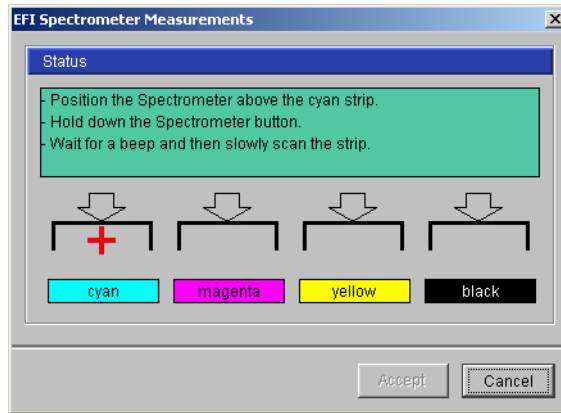 EFI Spectrometer Measurements
Status
- Position the Spectrometer above the cyan strip.
- Hold down the Spectrometer button.
- Wait for a beep and then slowly scan the strip.
cyan magenta yellow black
Accept Cancel